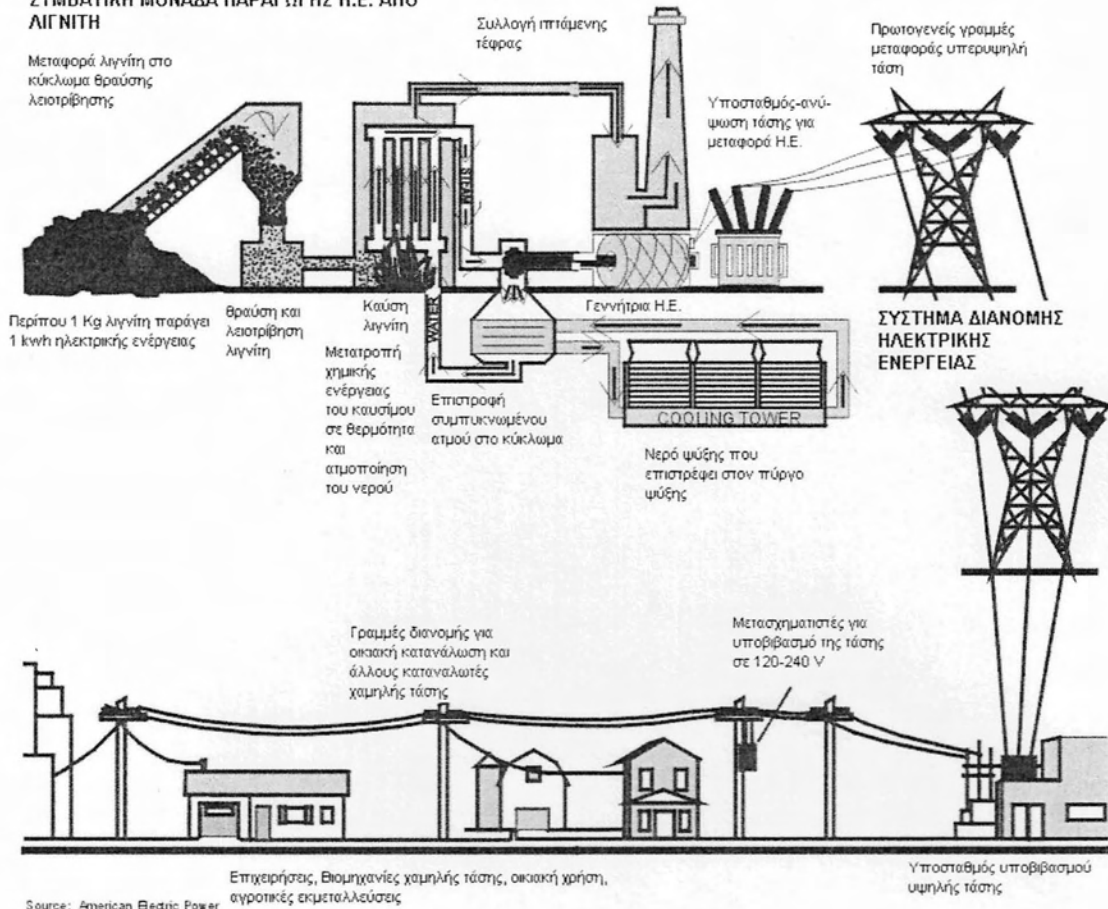 ΣΥΜΒΑΤΙΚΗ ΜΟΝΑΔΑ ΠΑΡΑΓΩΓΗΣ Η.Ε. ΑΠΟ
ΛΙΓΝΙΤΗ
Μεταφορά λιγνίτη στο
κύκλωμα θραύσης
λειοτρίβησης
Συλλογή ιπτάμενης
τέφρας
Πρωτογενείς γραμμές
μεταφοράς υπερυψηλή
τάση
Υποσταθμός-ανύ-
ψωση τάσης για
μεταφορά Η.Ε.
STEAM
Περίπου 1 Kg λιγνίτη παράγει
1 kwh ηλεκτρικής ενέργειας
θραύση και
λειοτρίβηση
λιγνίτη
Καύση
λιγνίτη
WATER
Γεννήτρια Η.Ε.
Μετατροπή
χημικής
ενέργειας
του καυσίμου
σε θερμότητα
και
ατμοποίηση
του νερού
Επιστροφή
συμπυκνωμένου
ατμού στο κύκλωμα
COOLING TOWER
Νερό ψύξης που
επιστρέφει στον πύργο
ψύξης
ΣΥΣΤΗΜΑ ΔΙΑΝΟΜΗΣ
ΗΛΕΚΤΡΙΚΗΣ
ΕΝΕΡΓΕΙΑΣ
Γραμμές διανομής για
οικιακή κατανάλωση και
άλλους καταναλωτές
χαμηλής τάσης
Μετασχηματιστές για
υποβιβασμό της τάσης
σε 120-240 V
Επιχειρήσεις, Βιομηχανίες χαμηλής τάσης, οικιακή χρήση,
αγροτικές εκμεταλλεύσεις
Υποσταθμός υποβιβασμού
υψηλής τάσης
Source: American Electric Power